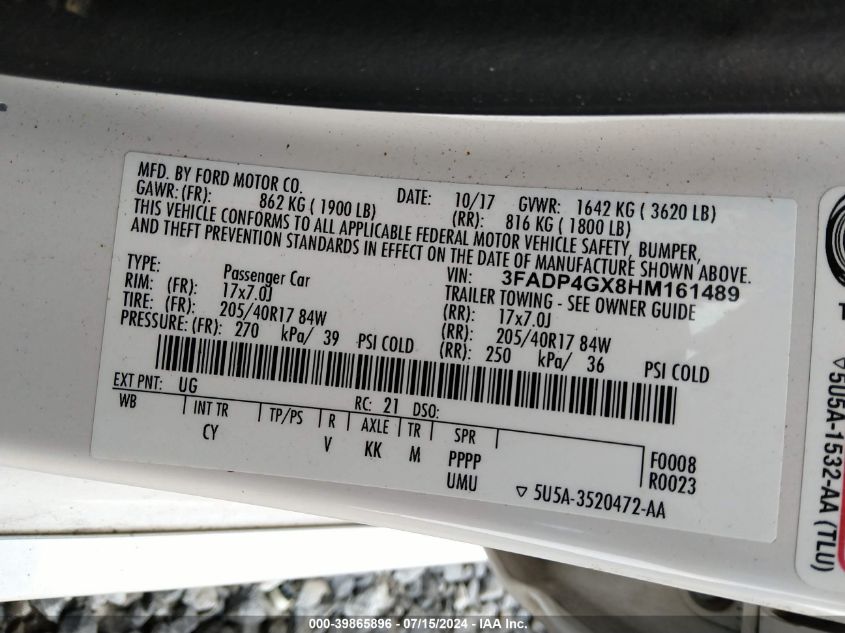 MFD. BY FORD MOTOR CO. DATE: 10/17 GVWR: 1642 KG ( 3620 LB)
GAWR: (FR): 862 KG ( 1900 LB) (RR): 816 KG ( 1800 LB)
THIS VEHICLE CONFORMS TO ALL APPLICABLE FEDERAL MOTOR VEHICLE SAFETY, BUMPER,
AND THEFT PREVENTION STANDARDS IN EFFECT ON THE DATE OF MANUFACTURE SHOWN ABOVE.
VIN: 3FADP4GX8HM161489
TYPE: Passenger Car TRAILER TOWING - SEE OWNER GUIDE
RIM: (FR): 17x7.0J (RR): 17x7.0J
TIRE: (FR): 205/40R17 84W (RR): 205/40R17 84W
PRESSURE: (FR): 270 kPa/ 39 PSI COLD (RR): 250 kPa/ 36 PSI COLD
EXT PNT: UG RC: 21 DSO:
WB INT TR TP/PS R AXLE TR SPR
CY V KK M PPPP F0008
UMU R0023
▽ 5U5A-3520472-AA
▽5U5A-1532-AA (TLU)
000-39865896 - 07/15/2024 - IAA Inc.